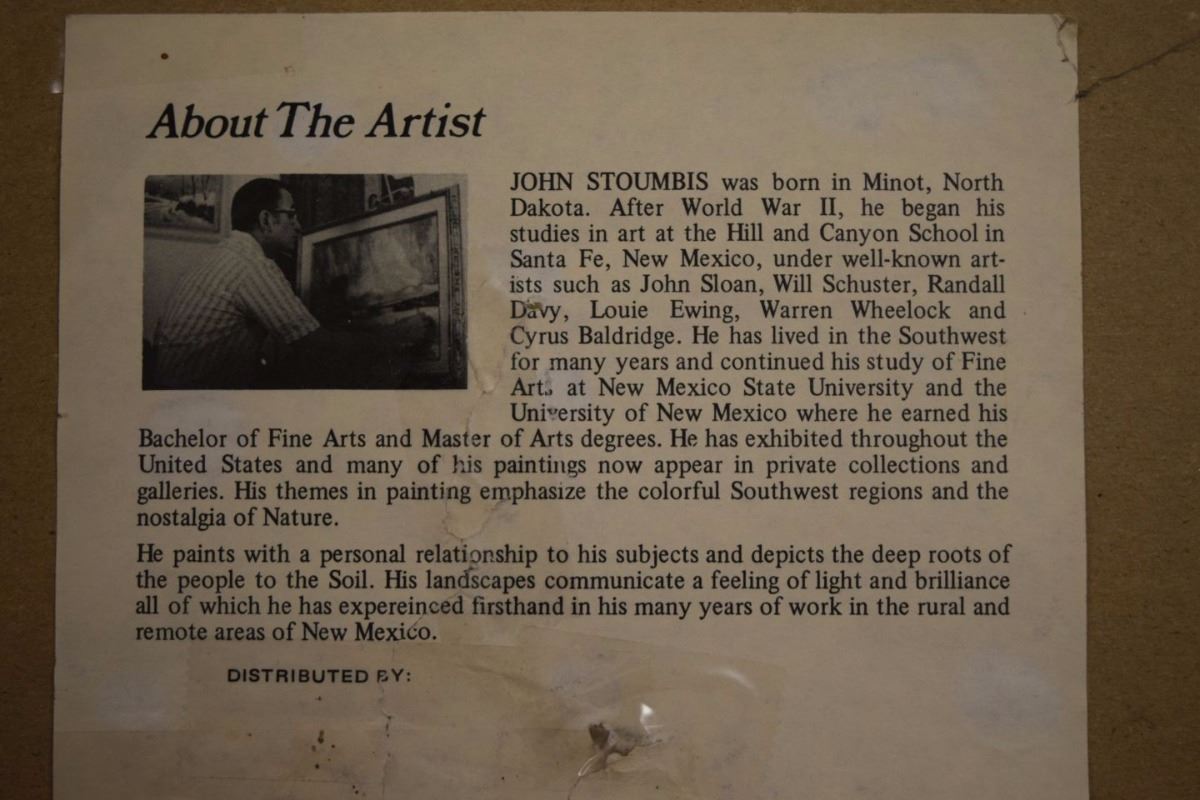 About The Artist
JOHN STOUMBIS was born in Minot, North
Dakota. After World War II, he began his
studies in art at the Hill and Canyon School in
Santa Fe, New Mexico, under well-known art-
ists such as John Sloan, Will Schuster, Randall
Davy, Louie Ewing, Warren Wheelock and
Cyrus Baldridge. He has lived in the Southwest
for many years and continued his study of Fine
Arts at New Mexico State University and the
University of New Mexico where he earned his
Bachelor of Fine Arts and Master of Arts degrees. He has exhibited throughout the
United States and many of his paintings now appear in private collections and
galleries. His themes in painting emphasize the colorful Southwest regions and the
nostalgia of Nature.
He paints with a personal relationship to his subjects and depicts the deep roots of
the people to the Soil. His landscapes communicate a feeling of light and brilliance
all of which he has expereinced firsthand in his many years of work in the rural and
remote areas of New Mexico.
DISTRIBUTED BY: